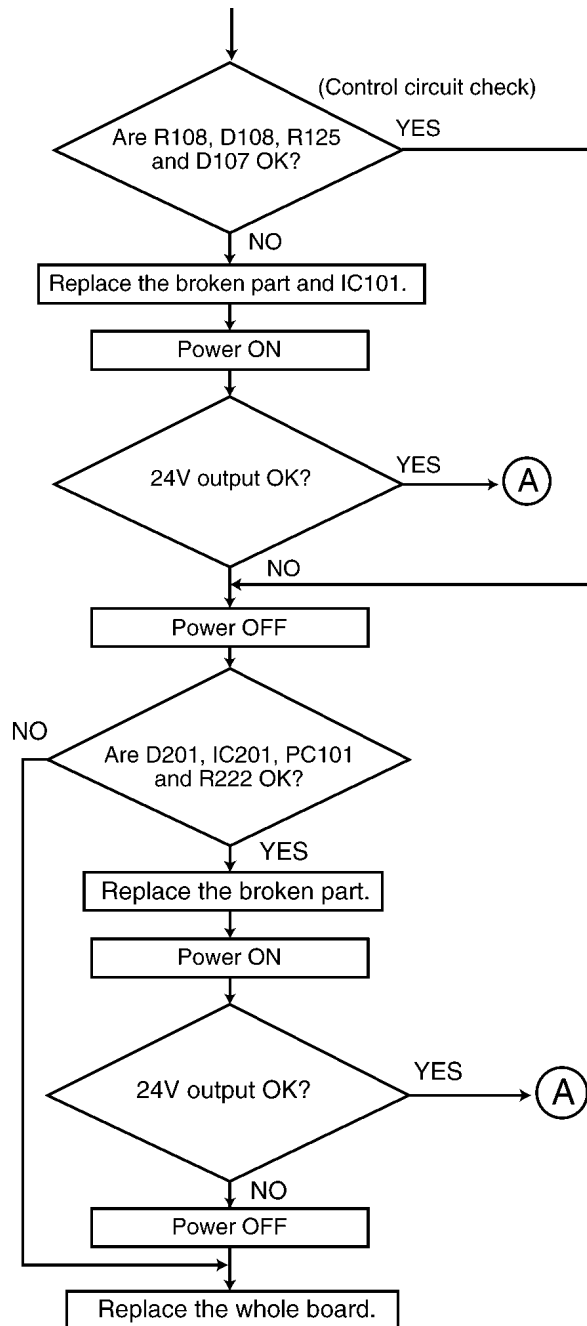 (Control circuit check)
Are R108, D108, R125
and D107 OK?
YES
NO
Replace the broken part and IC101.
Power ON
24V output OK?
YES
A
NO
Power OFF
NO
Are D201, IC201, PC101
and R222 OK?
YES
Replace the broken part.
Power ON
24V output OK?
YES
A
NO
Power OFF
Replace the whole board.